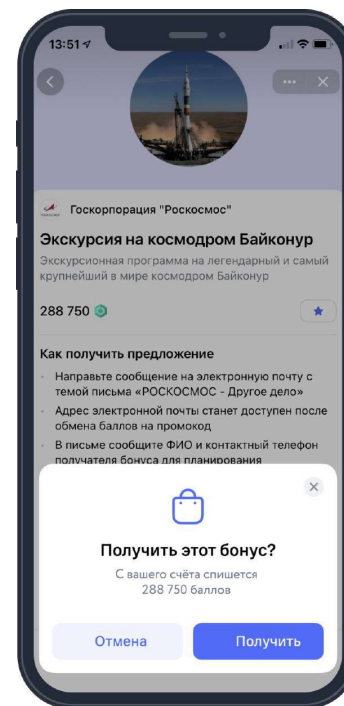 13:51
Госкорпорация "Роскосмос"
Экскурсия на космодром Байконур
Экскурсионная программа на легендарный и самый
крупнейший в мире космодром Байконур
288 750
Как получить предложение
· Направьте сообщение на электронную почту с
темой письма «РОСКОСМОС - Другое дело»
· Адрес электронной почты станет доступен после
обмена баллов на промокод
· В письме сообщите ФИО и контактный телефон
получателя бонуса для планирования
Получить этот бонус?
С вашего счёта спишется
288 750 баллов
Отмена
Получить